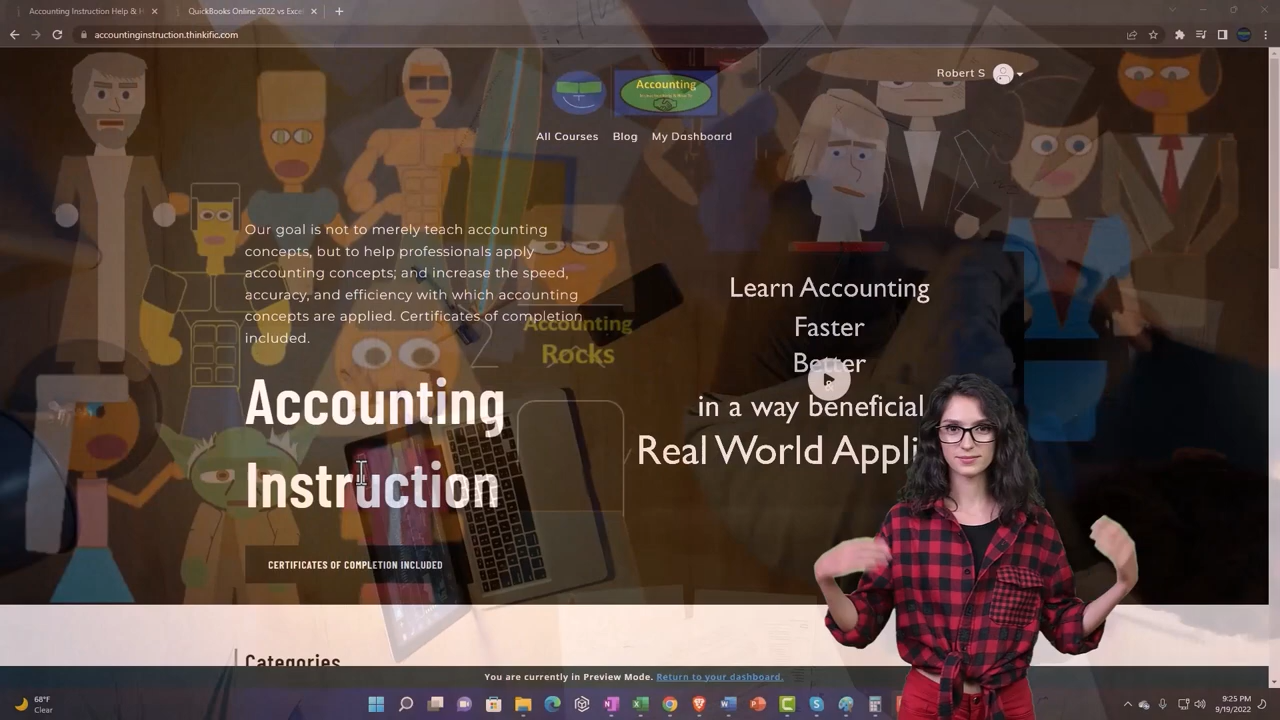 Accounting Instruction Help & H
QuickBooks Online 2022 vs Exce
accountinginstruction.thinkific.com
Robert S
Accounting
All Courses Blog My Dashboard
Our goal is not to merely teach accounting
concepts, but to help professionals apply
accounting concepts; and increase the speed,
accuracy, and efficiency with which accounting
concepts are applied. Certificates of completion
included.
Accounting
Instruction
CERTIFICATES OF COMPLETION INCLUDED
Accounting
Rocks
Learn Accounting
Faster
Better
&
in a way beneficial
Real World Appli
Categories
You are currently in Preview Mode. Return to your dashboard.
68°F
Clear
9:25 PM
9/19/2022